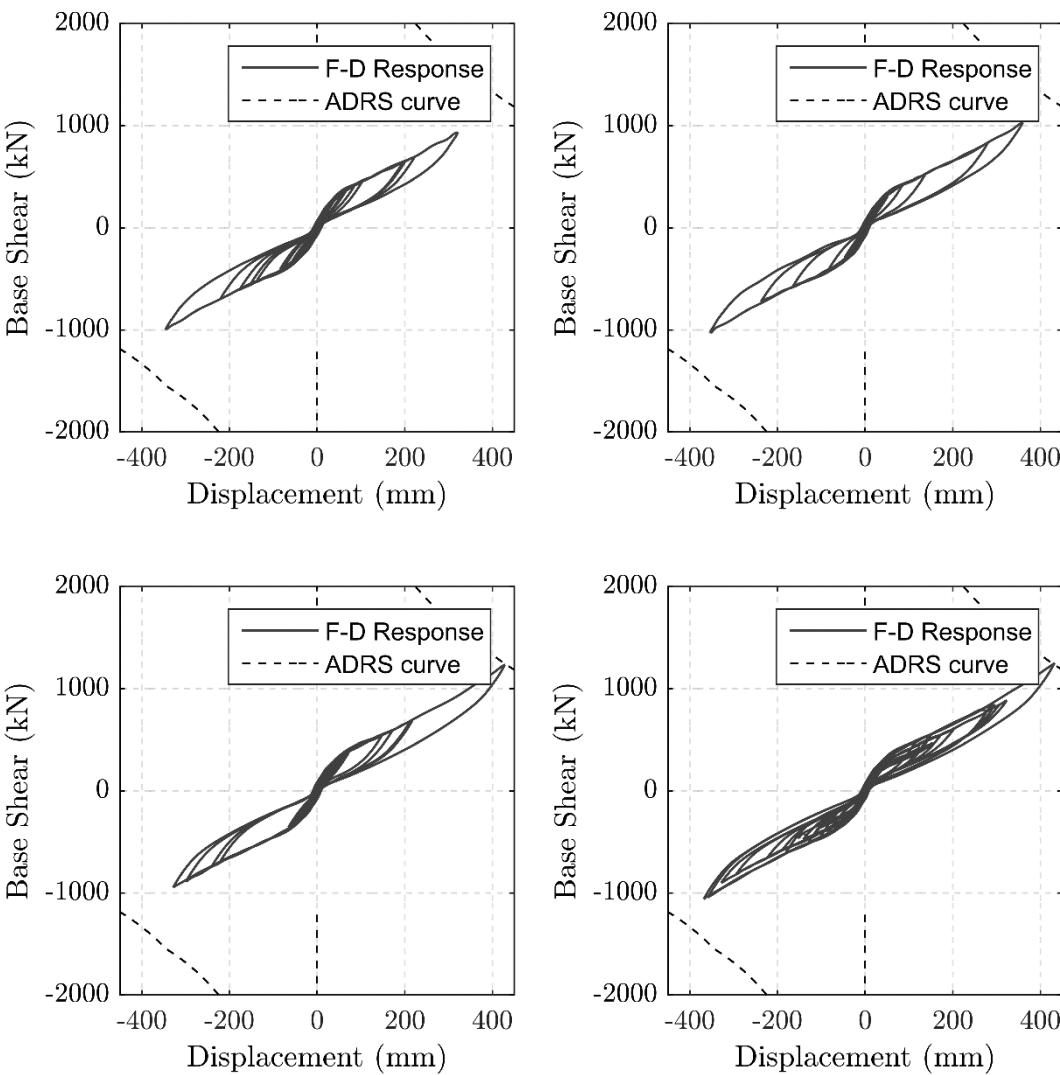 2000
1000
0
-1000
-2000
Base Shear (kN)
F-D Response
ADRS curve
-400 -200 0 200 400
Displacement (mm)
2000
1000
0
-1000
-2000
Base Shear (kN)
F-D Response
ADRS curve
-400 -200 0 200 400
Displacement (mm)
2000
1000
0
-1000
-2000
Base Shear (kN)
F-D Response
ADRS curve
-400 -200 0 200 400
Displacement (mm)
2000
1000
0
-1000
-2000
Base Shear (kN)
F-D Response
ADRS curve
-400 -200 0 200 400
Displacement (mm)